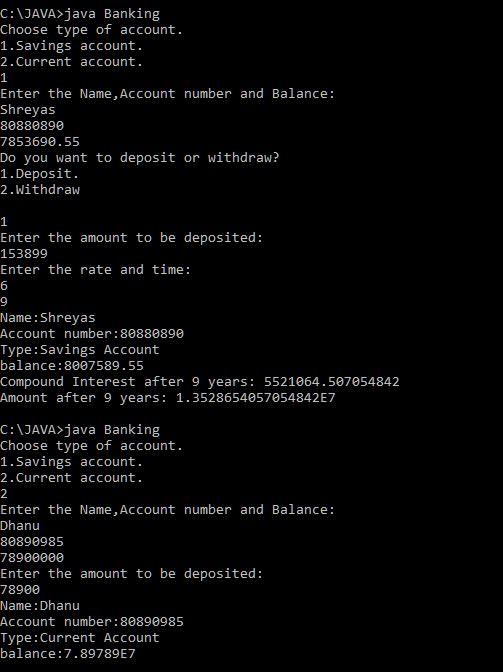 C:\JAVA>java Banking
Choose type of account.
1.Savings account.
2.Current account.
1
Enter the Name,Account number and Balance:
Shreyas
80880890
7853690.55
Do you want to deposit or withdraw?
1.Deposit.
2.Withdraw
1
Enter the amount to be deposited:
153899
Enter the rate and time:
6
9
Name:Shreyas
Account number:80880890
Type:Savings Account
balance:8007589.55
Compound Interest after 9 years: 5521064.507054842
Amount after 9 years: 1.3528654057054842E7
C:\JAVA>java Banking
Choose type of account.
1.Savings account.
2.Current account.
2
Enter the Name,Account number and Balance:
Dhanu
80890985
78900000
Enter the amount to be deposited:
78900
Name:Dhanu
Account number:80890985
Type:Current Account
balance:7.89789E7